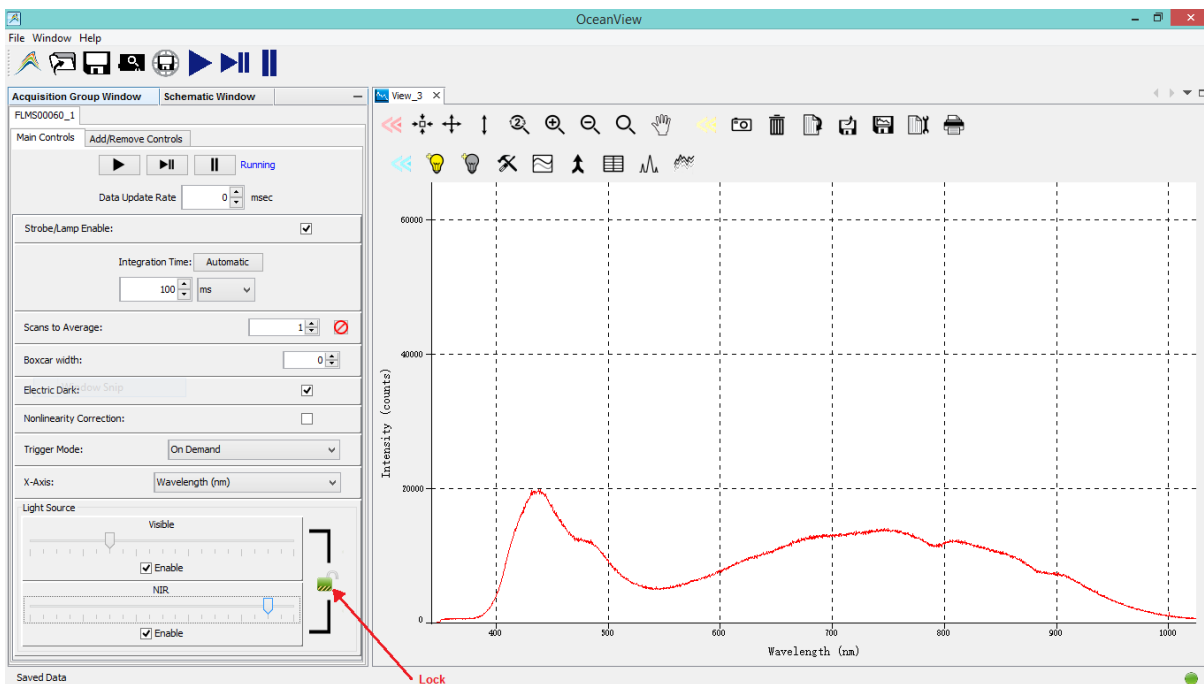 OceanView
File Window Help
Acquisition Group Window Schematic Window
View_3
FLMS00060_1
Main Controls Add/Remove Controls
Running
Data Update Rate 0 msec
Strobe/Lamp Enable:
Integration Time: Automatic
100 ms
Scans to Average: 1
Boxcar width: 0
Electric Dark:
Window Snip
Nonlinearity Correction:
Trigger Mode: On Demand
X-Axis: Wavelength (nm)
Light Source
Visible
Enable
NIR
Enable
Lock
Saved Data
Intensity (counts)
60000
40000
20000
0
400 500 600 700 800 900 1000
Wavelength (nm)